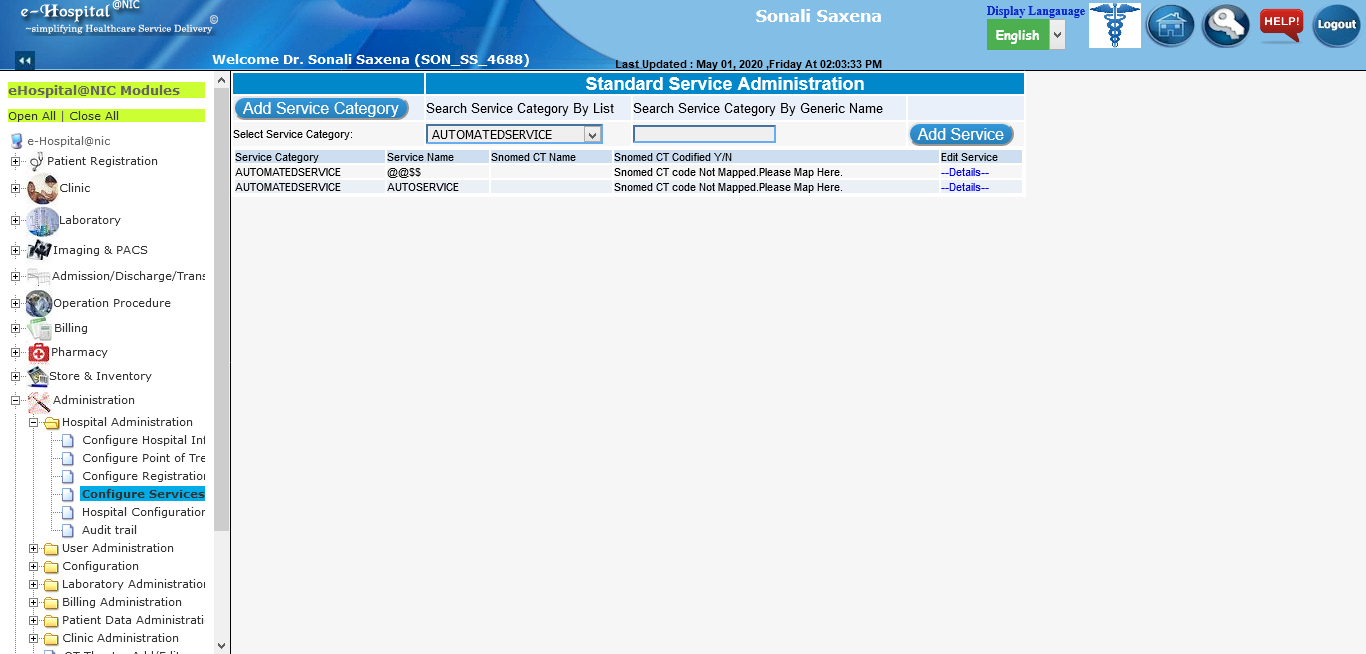 e-Hospital@NIC
©
~simplifying Healthcare Service Delivery
Sonali Saxena
Display Langauage
English
HELP!
Logout
Welcome Dr. Sonali Saxena (SON_SS_4688)
Last Updated : May 01, 2020 ,Friday At 02:03:33 PM
eHospital@NIC Modules
Open All | Close All
e-Hospital@nic
Patient Registration
Clinic
Laboratory
Imaging & PACS
Admission/Discharge/Trans
Operation Procedure
Billing
Pharmacy
Store & Inventory
Administration
Hospital Administration
Configure Hospital Inf
Configure Point of Tre
Configure Registration
Configure Services
Hospital Configuration
Audit trail
User Administration
Configuration
Laboratory Administration
Billing Administration
Patient Data Administrati
Clinic Administration
Standard Service Administration
Add Service Category Search Service Category By List Search Service Category By Generic Name
Select Service Category: AUTOMATEDSERVICE Add Service
Service Category Service Name Snomed CT Name Snomed CT Codified Y/N Edit Service
AUTOMATEDSERVICE @@$$ Snomed CT code Not Mapped.Please Map Here. --Details--
AUTOMATEDSERVICE AUTOSERVICE Snomed CT code Not Mapped.Please Map Here. --Details--